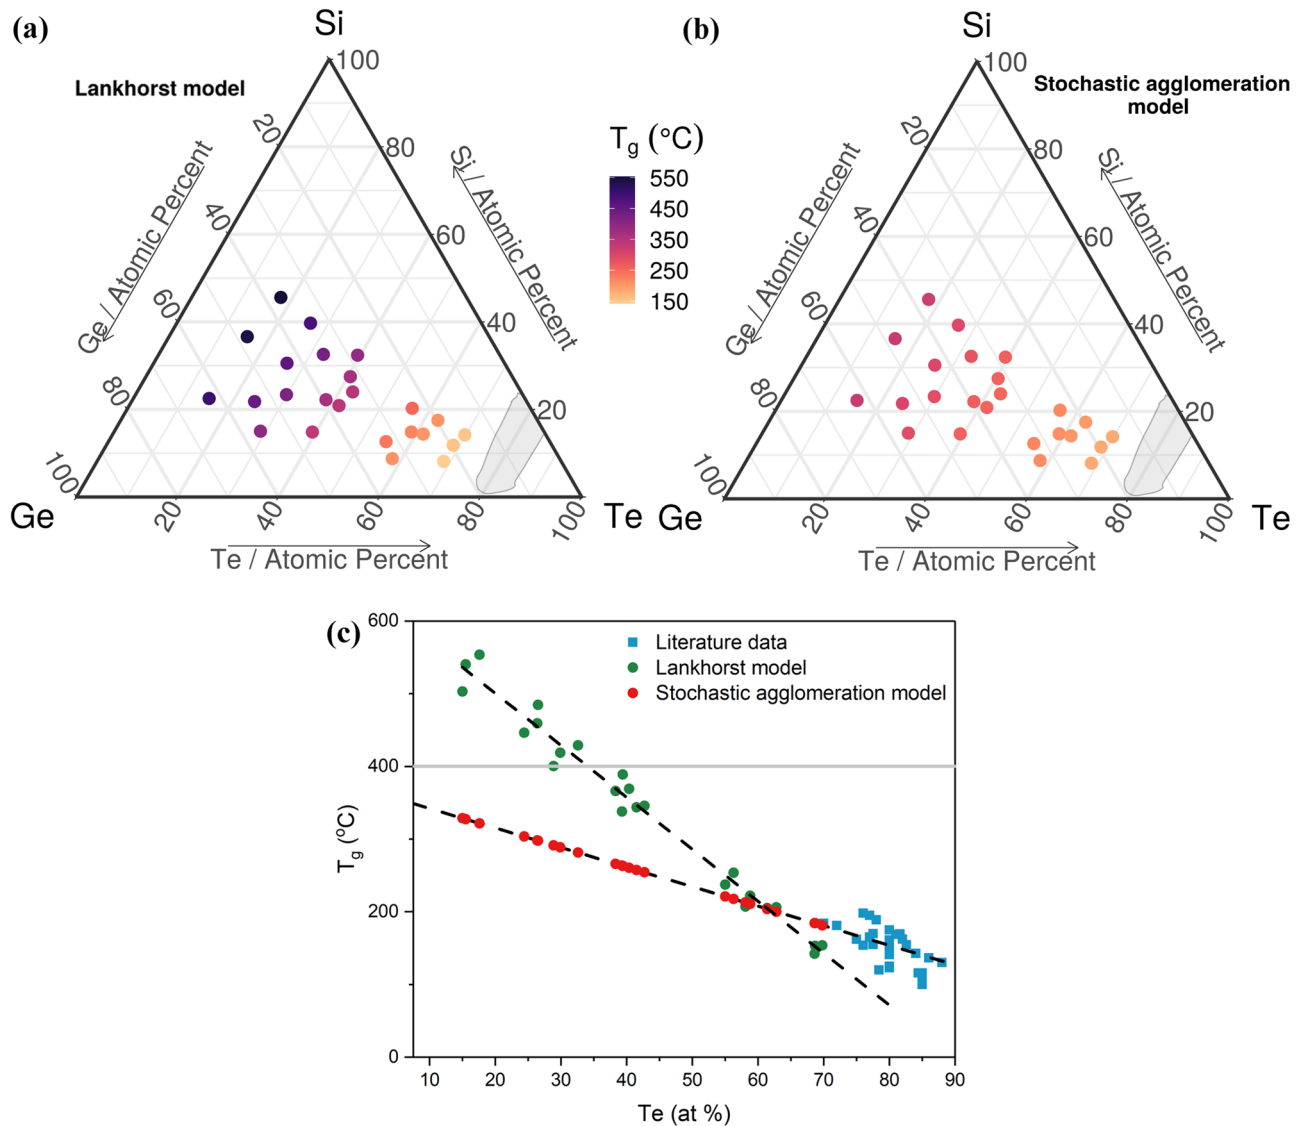 (a)
Si
Lankhorst model
100
80
60
40
20
Si / Atomic Percent
20
40
60
80
100
Ge / Atomic Percent
Ge
20
40
60
80
100
Te
Te / Atomic Percent
Tg (°C)
550
450
350
250
150
(b)
Si
Stochastic agglomeration
model
100
80
60
40
20
Si / Atomic Percent
20
40
60
80
100
Ge / Atomic Percent
Ge
20
40
60
80
100
Te
Te / Atomic Percent
(c)
600
400
200
0
Tg (°C)
Literature data
Lankhorst model
Stochastic agglomeration model
10 20 30 40 50 60 70 80 90
Te (at %)